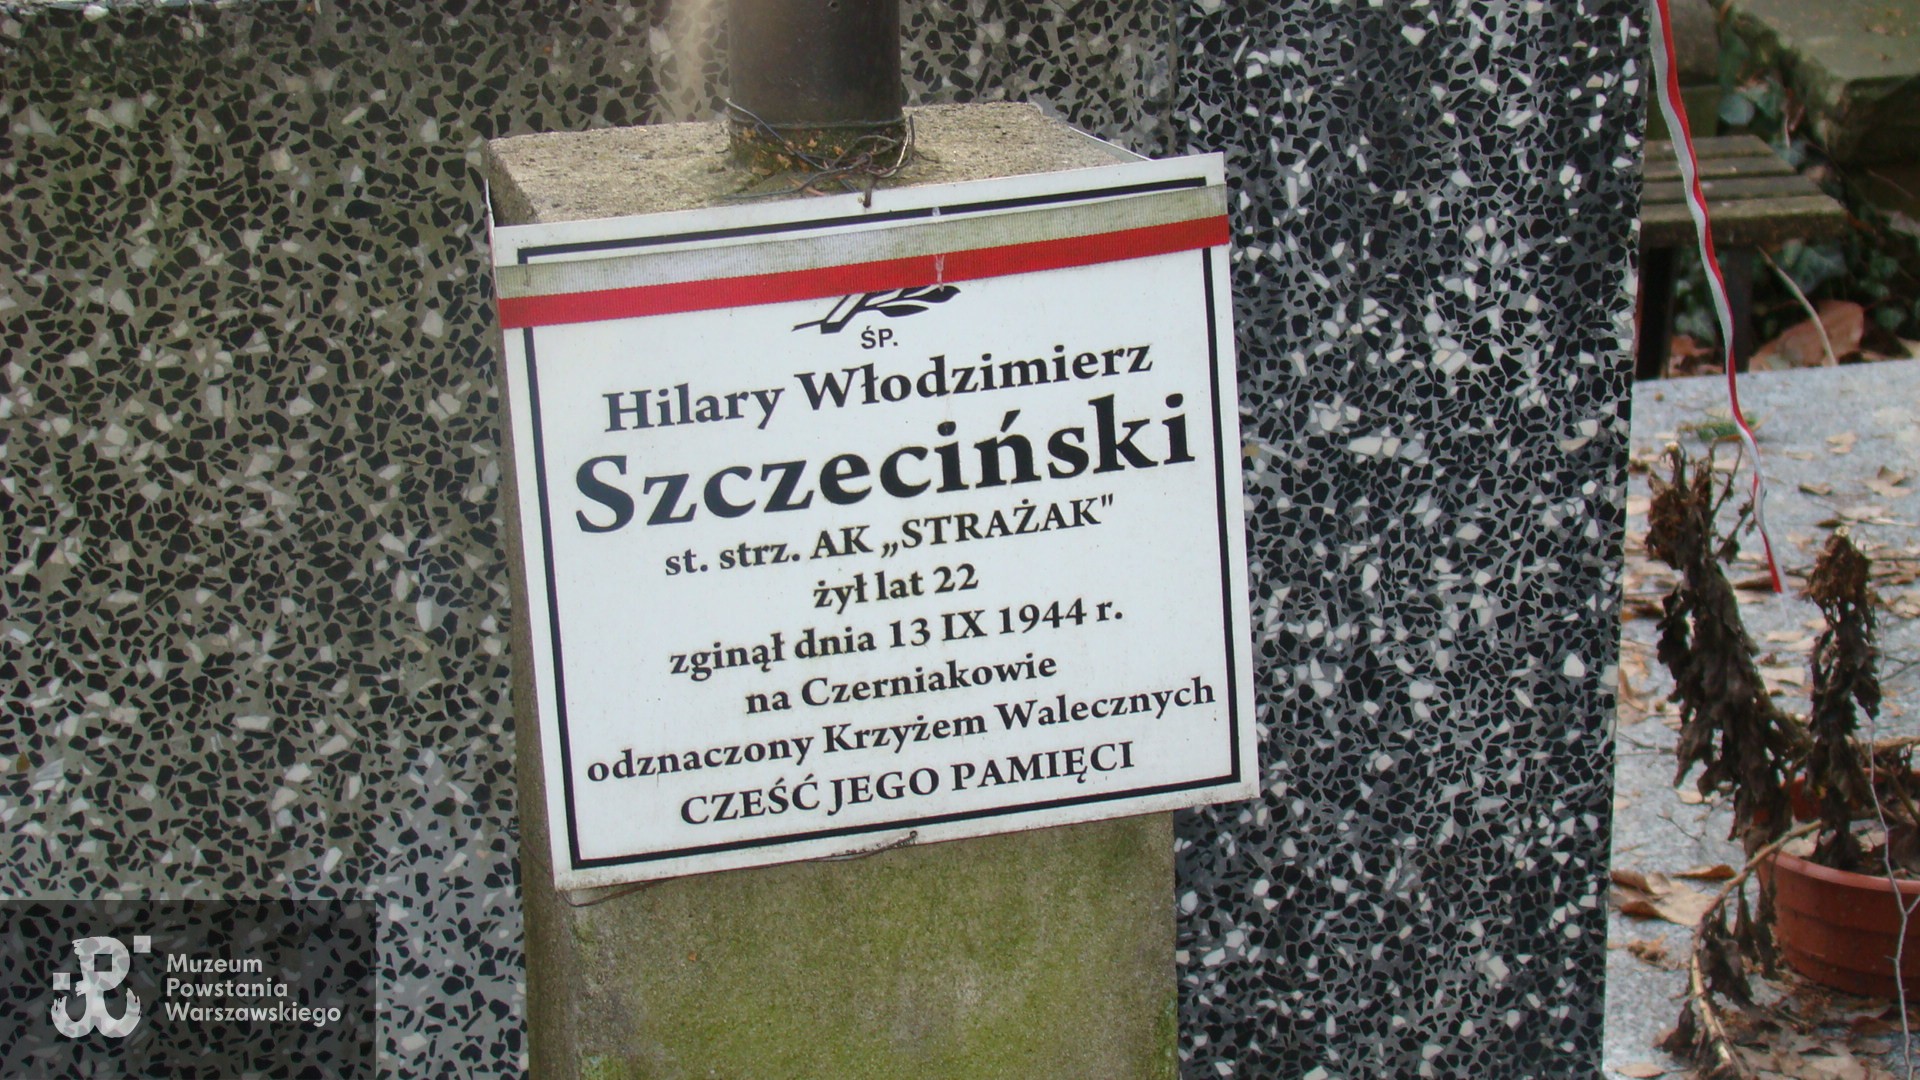 ŚP.
Hilary Włodzimierz
Szczeciński
st. strz. AK „STRAŻAK"
żył lat 22
zginął dnia 13 IX 1944 r.
na Czerniakowie
odznaczony Krzyżem Walecznych
CZEŚĆ JEGO PAMIĘCI
Muzeum
Powstania
Warszawskiego